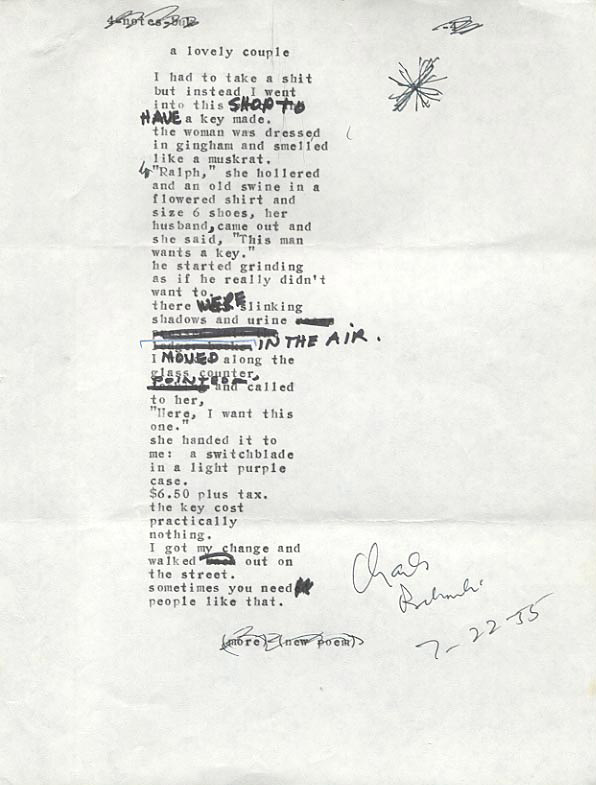 a lovely couple
I had to take a shit
but instead I went
into this SHOP TO
HAVE a key made.
the woman was dressed
in gingham and smelled
like a muskrat.
"Ralph," she hollered
and an old swine in a
flowered shirt and
size 6 shoes, her
husband, came out and
she said, "This man
wants a key."
he started grinding
as if he really didn't
want to.
there WERE slinking
shadows and urine
IN THE AIR.
I MOVED along the
glass counter,
POINTED and called
to her,
"Here, I want this
one."
she handed it to
me: a switchblade
in a light purple
case.
$6.50 plus tax.
the key cost
practically
nothing.
I got my change and
walked out on
the street.
sometimes you need
people like that.
(more) (new poem)
Charles
7-22-55